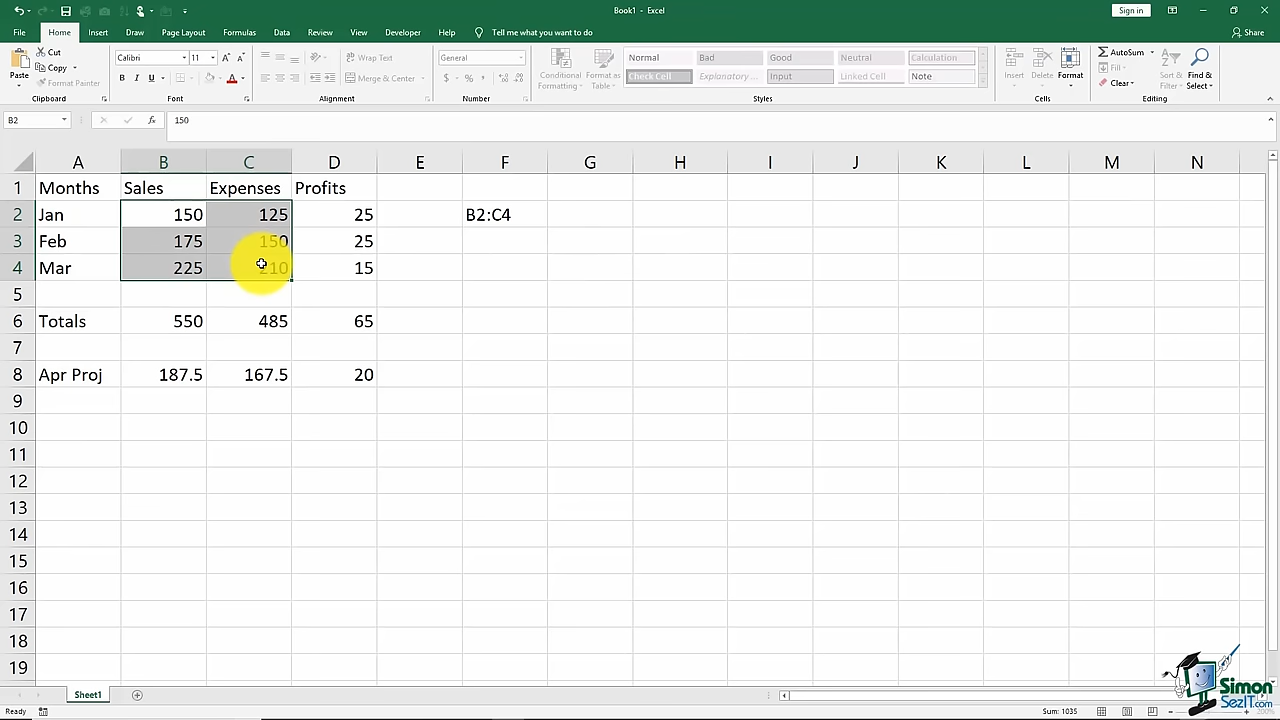 Book1 - Excel
Sign in
File Home Insert Draw Page Layout Formulas Data Review View Developer Help Tell me what you want to do Share
Paste
Cut
Copy
Format Painter
Clipboard
Calibri 11
B I U
Font
Wrap Text
Merge & Center
Alignment
General
$ %
Number
Conditional Formatting
Format as Table
Normal Bad Good Neutral Calculation
Check Cell Explanatory ... Input Linked Cell Note
Styles
Insert Delete Format
Cells
AutoSum
Fill
Clear
Sort & Filter
Find & Select
Editing
B2 fx 150
A B C D E F G H I J K L M N
1 Months Sales Expenses Profits
2 Jan 150 125 25 B2:C4
3 Feb 175 150 25
4 Mar 225 210 15
5
6 Totals 550 485 65
7
8 Apr Proj 187.5 167.5 20
9
10
11
12
13
14
15
16
17
18
19
Sheet1
Simon
SezIT.com
Ready Sum: 1035